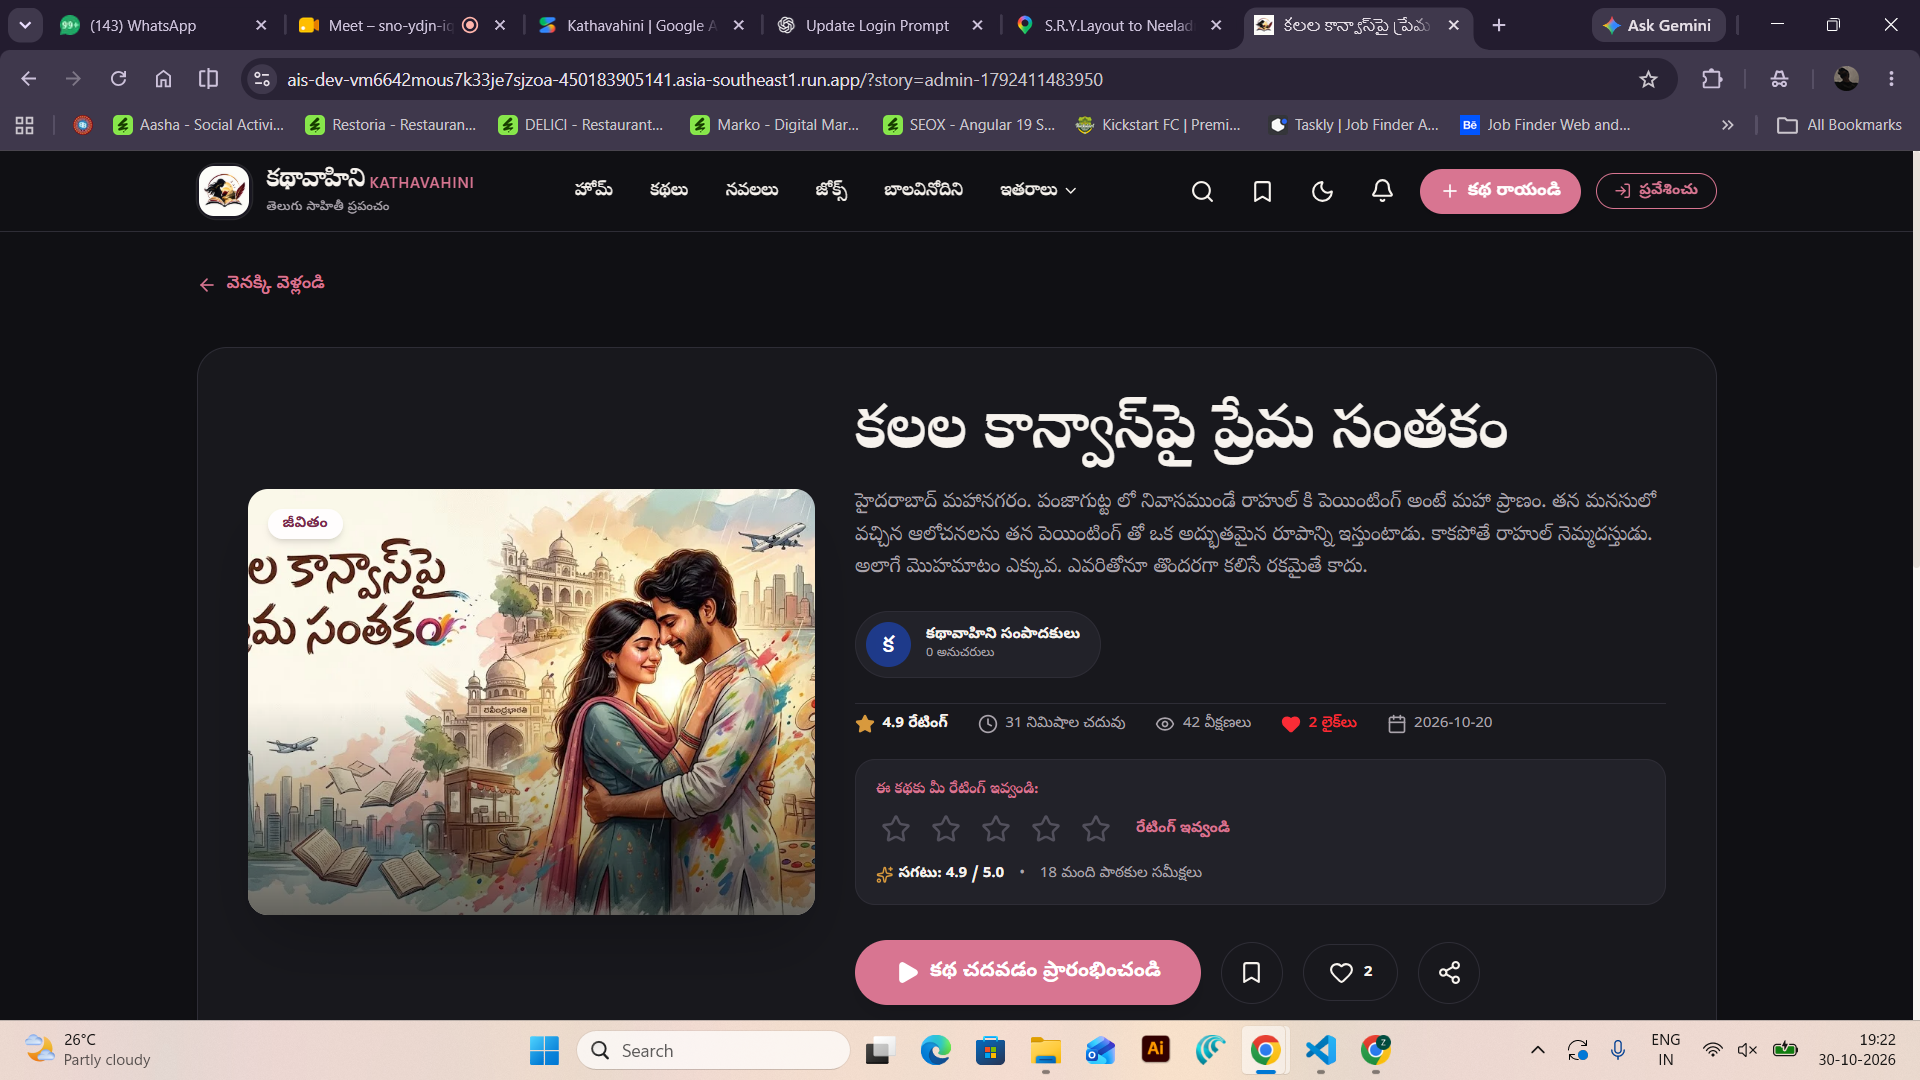 (143) WhatsApp
Meet – sno-ydjn-iq
Kathavahini | Google A
Update Login Prompt
S.R.Y.Layout to Neelad
కలల కాన్వాస్‌పై ప్రేమ
Ask Gemini
ais-dev-vm6642mous7k33je7sjzoa-450183905141.asia-southeast1.run.app/?story=admin-1792411483950
Aasha - Social Activi...
Restoria - Restauran...
DELICI - Restaurant...
Marko - Digital Mar...
SEOX - Angular 19 S...
Kickstart FC | Premi...
Taskly | Job Finder A...
Bē Job Finder Web and...
All Bookmarks
కథావాహిని KATHAVAHINI
తెలుగు సాహితీ ప్రపంచం
హోమ్ కథలు నవలలు జోక్స్ బాలవినోదిని ఇతరాలు
కథ రాయండి
ప్రవేశించు
వెనక్కి వెళ్లండి
కలల కాన్వాస్‌పై ప్రేమ సంతకం
హైదరాబాద్ మహానగరం. పంజాగుట్ట లో నివాసముండే రాహుల్ కి పెయింటింగ్ అంటే మహా ప్రాణం. తన మనసులో
వచ్చిన ఆలోచనలను తన పెయింటింగ్ తో ఒక అద్భుతమైన రూపాన్ని ఇస్తుంటాడు. కాకపోతే రాహుల్ నెమ్మదస్తుడు.
అలాగే మొహమాటం ఎక్కువ. ఎవరితోనూ తొందరగా కలిసే రకమైతే కాదు.
జీవితం
ల కాన్వాస్‌పై
మ సంతకం
రవీంద్రభారతి
క
కథావాహిని సంపాదకులు
0 అనుచరులు
4.9 రేటింగ్
31 నిమిషాల చదువు
42 వీక్షణలు
2 లైక్‌లు
2026-10-20
ఈ కథకు మీ రేటింగ్ ఇవ్వండి:
రేటింగ్ ఇవ్వండి
సగటు: 4.9 / 5.0 • 18 మంది పాఠకుల సమీక్షలు
కథ చదవడం ప్రారంభించండి
2
26°C
Partly cloudy
Search
Ai
ENG
IN
19:22
30-10-2026